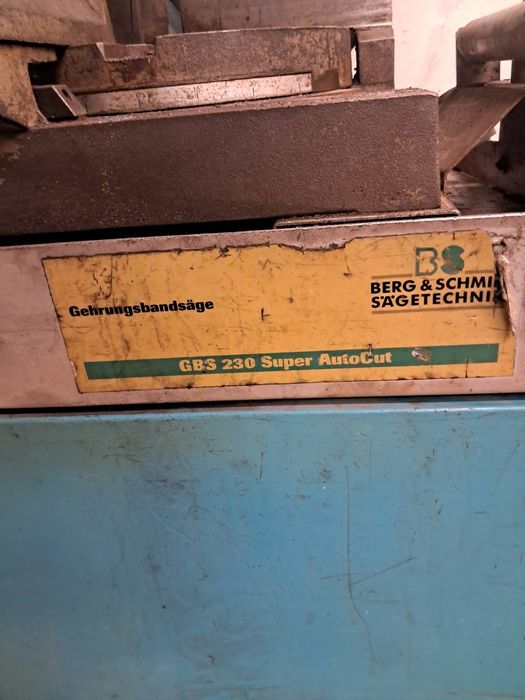 BS
BERG & SCHMI
SÄGETECHNI
Gehrungsbandsäge
GBS 230 Super AutoCut